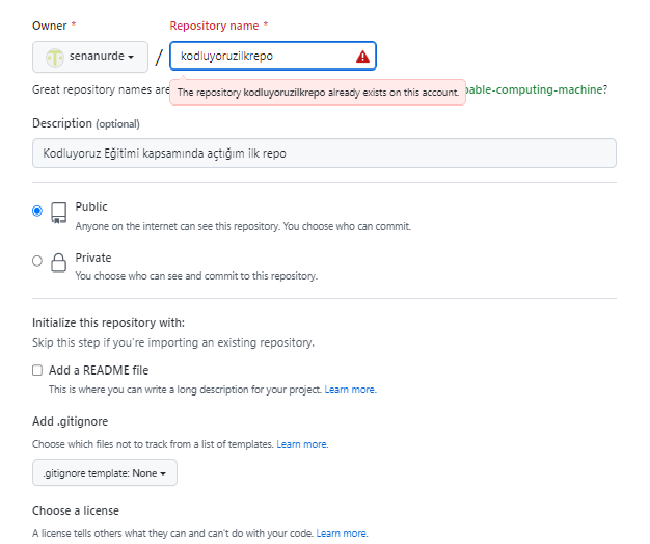 Owner * Repository name *
senanurde / kodluyoruzilkrepo
Great repository names are pable-computing-machine?
The repository kodluyoruzilkrepo already exists on this account.
Description (optional)
Kodluyoruz Eğitimi kapsamında açtığım ilk repo
Public
Anyone on the internet can see this repository. You choose who can commit.
Private
You choose who can see and commit to this repository.
Initialize this repository with:
Skip this step if you're importing an existing repository.
Add a README file
This is where you can write a long description for your project. Learn more.
Add .gitignore
Choose which files not to track from a list of templates. Learn more.
.gitignore template: None
Choose a license
A license tells others what they can and can't do with your code. Learn more.